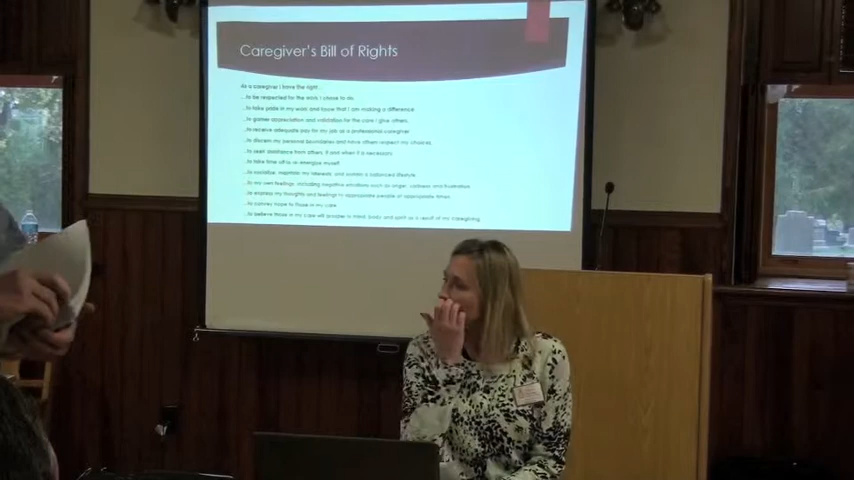 Caregiver's Bill of Rights
As a caregiver I have the right...
...to be respected for the work I chose to do
...to take pride in my work and know that I am making a difference
...to garner appreciation and validation for the care I give others
...to receive adequate pay for my job as a professional caregiver
...to discern my personal boundaries and have others respect my choices
...to seek assistance from others, if and when it is necessary
...to take time off to re-energize myself
...to socialize, maintain my interests, and sustain a balanced lifestyle
...to my own feelings, including negative emotions such as anger, sadness and frustration
...to express my thoughts and feelings to appropriate people at appropriate times
...to convey hope to those in my care
...to believe those in my care will prosper in mind, body and spirit as a result of my caregiving